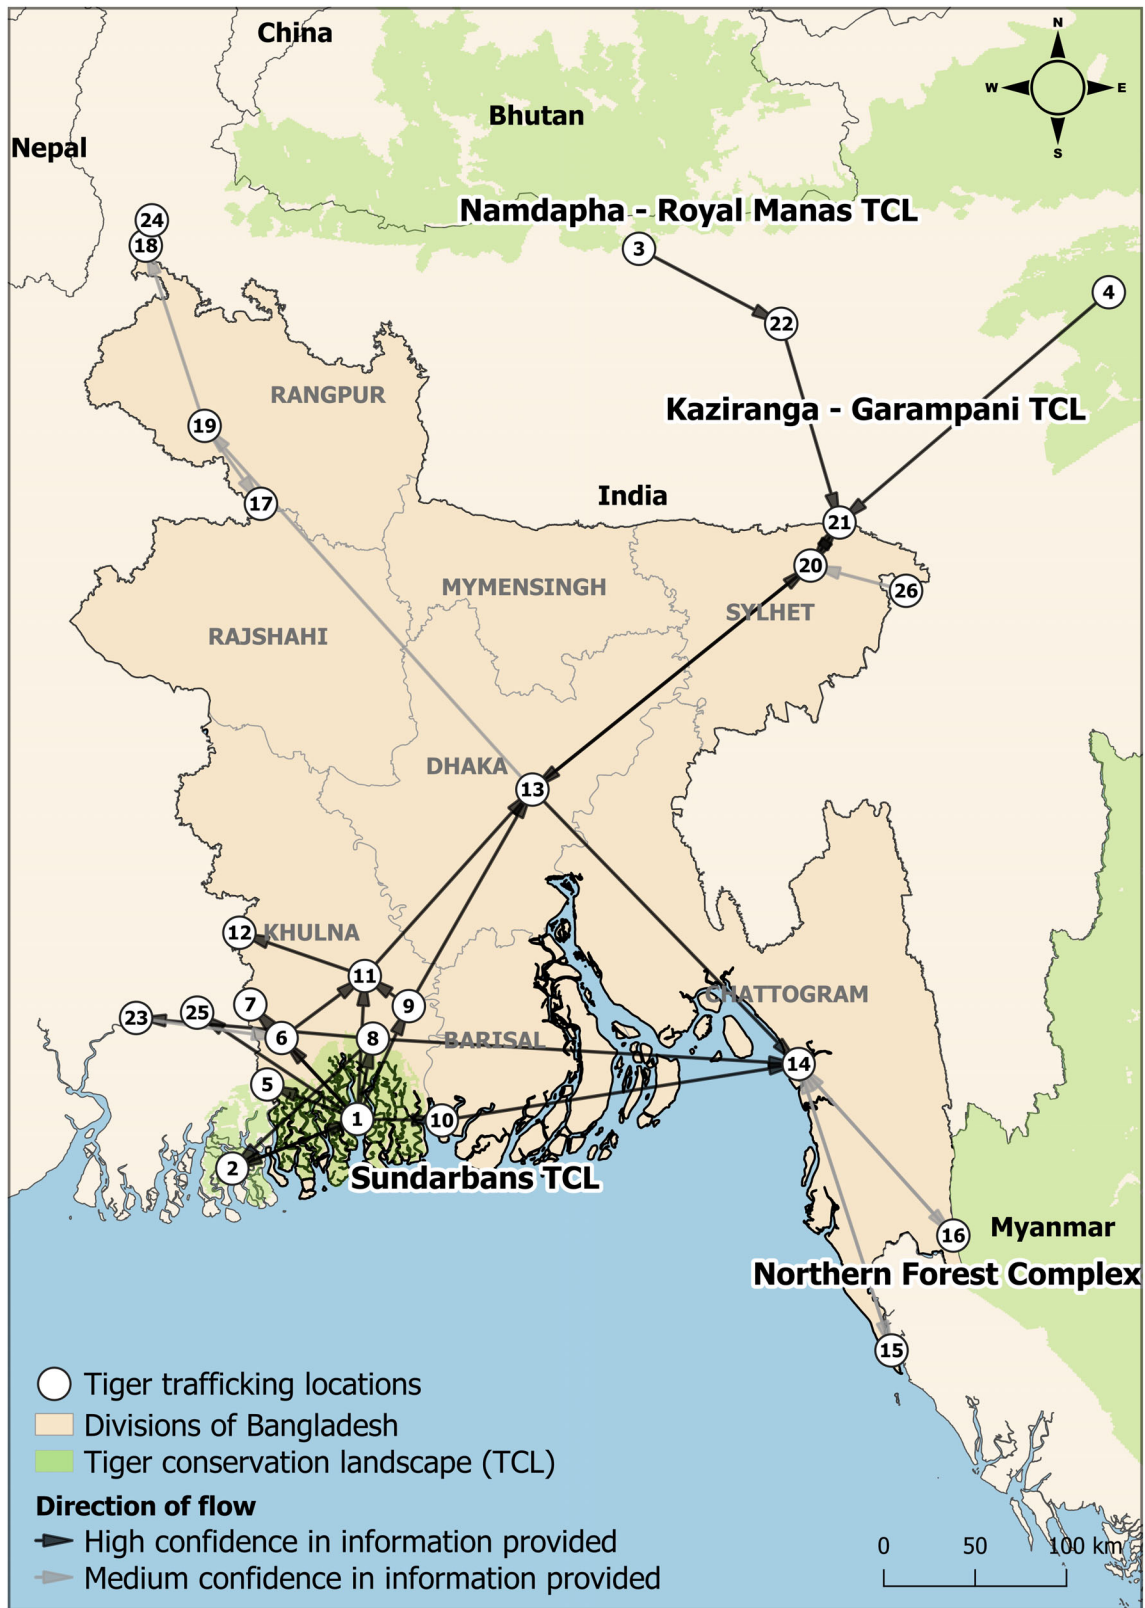 China
N
W
E
S
Bhutan
Nepal
Namdapha - Royal Manas TCL
24
18
3
4
22
RANGPUR
Kaziranga - Garampani TCL
19
India
17
21
20
MYMENSINGH
26
SYLHET
RAJSHAHI
DHAKA
13
12
KHULNA
11
CHATTOGRAM
7
9
25
23
6
8
BARISAL
14
5
1
10
2
Sundarbans TCL
Myanmar
16
Northern Forest Complex
15
Tiger trafficking locations
Divisions of Bangladesh
Tiger conservation landscape (TCL)
Direction of flow
High confidence in information provided
Medium confidence in information provided
0 50 100 km